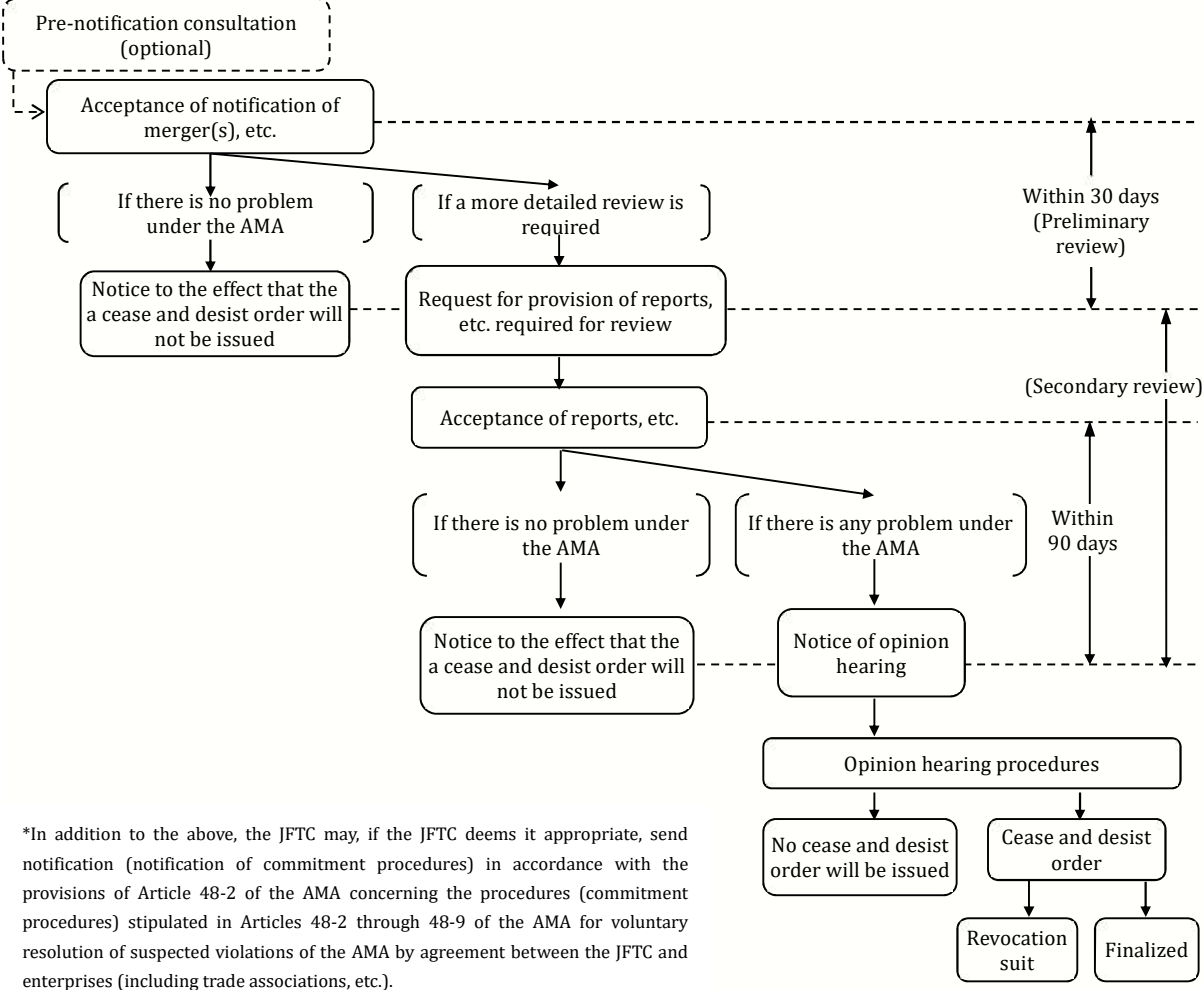 Pre-notification consultation
(optional)
Acceptance of notification of
merger(s), etc.
If there is no problem
under the AMA
If a more detailed review is
required
Within 30 days
(Preliminary
review)
Notice to the effect that the
a cease and desist order will
not be issued
Request for provision of reports,
etc. required for review
(Secondary review)
Acceptance of reports, etc.
If there is no problem under
the AMA
If there is any problem under
the AMA
Within
90 days
Notice to the effect that the
a cease and desist order will
not be issued
Notice of opinion
hearing
Opinion hearing procedures
No cease and desist
order will be issued
Cease and desist
order
Revocation
suit
Finalized
*In addition to the above, the JFTC may, if the JFTC deems it appropriate, send
notification (notification of commitment procedures) in accordance with the
provisions of Article 48-2 of the AMA concerning the procedures (commitment
procedures) stipulated in Articles 48-2 through 48-9 of the AMA for voluntary
resolution of suspected violations of the AMA by agreement between the JFTC and
enterprises (including trade associations, etc.).